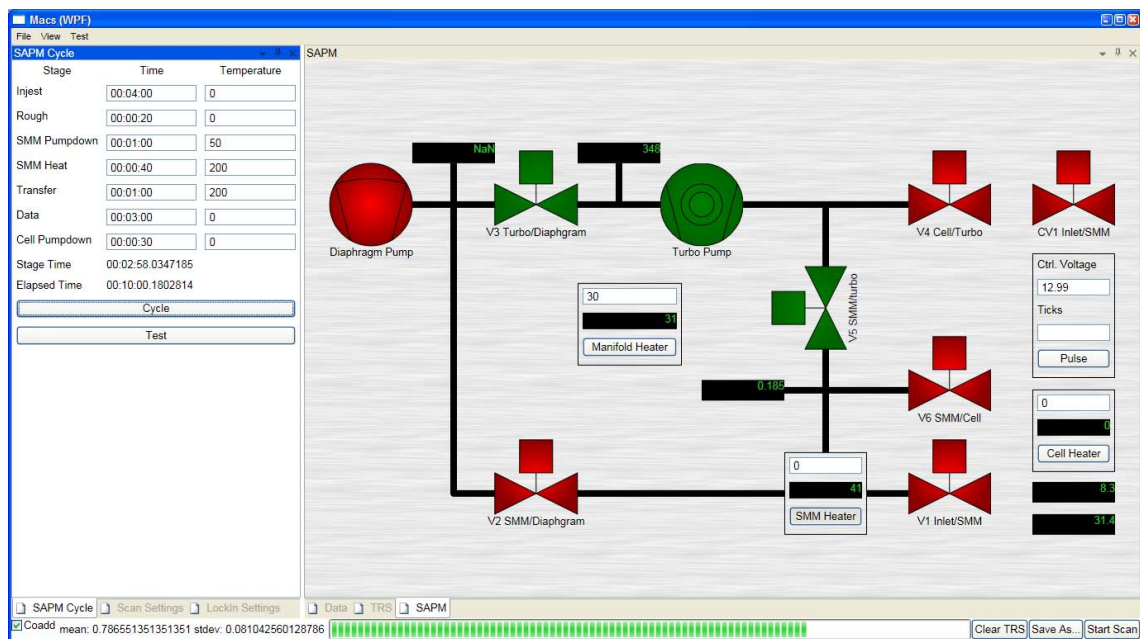 Macs (WPF)
File View Test
SAPM Cycle
Stage Time Temperature
Injest 00:04:00 0
Rough 00:00:20 0
SMM Pumpdown 00:01:00 50
SMM Heat 00:00:40 200
Transfer 00:01:00 200
Data 00:03:00 0
Cell Pumpdown 00:00:30 0
Stage Time 00:02:58.0347185
Elapsed Time 00:10:00.1802814
Cycle
Test
SAPM Cycle Scan Settings LockIn Settings
SAPM
NaN 348
Diaphragm Pump
V3 Turbo/Diaphgram
Turbo Pump
V4 Cell/Turbo
CV1 Inlet/SMM
30
31
Manifold Heater
V5 SMM/turbo
Ctrl. Voltage
12.99
Ticks
Pulse
0.185
V6 SMM/Cell
0
0
Cell Heater
V2 SMM/Diaphgram
0
41
SMM Heater
V1 Inlet/SMM
8.3
31.4
Data TRS SAPM
Coadd mean: 0.786551351351351 stdev: 0.081042560128786
Clear TRS Save As... Start Scan